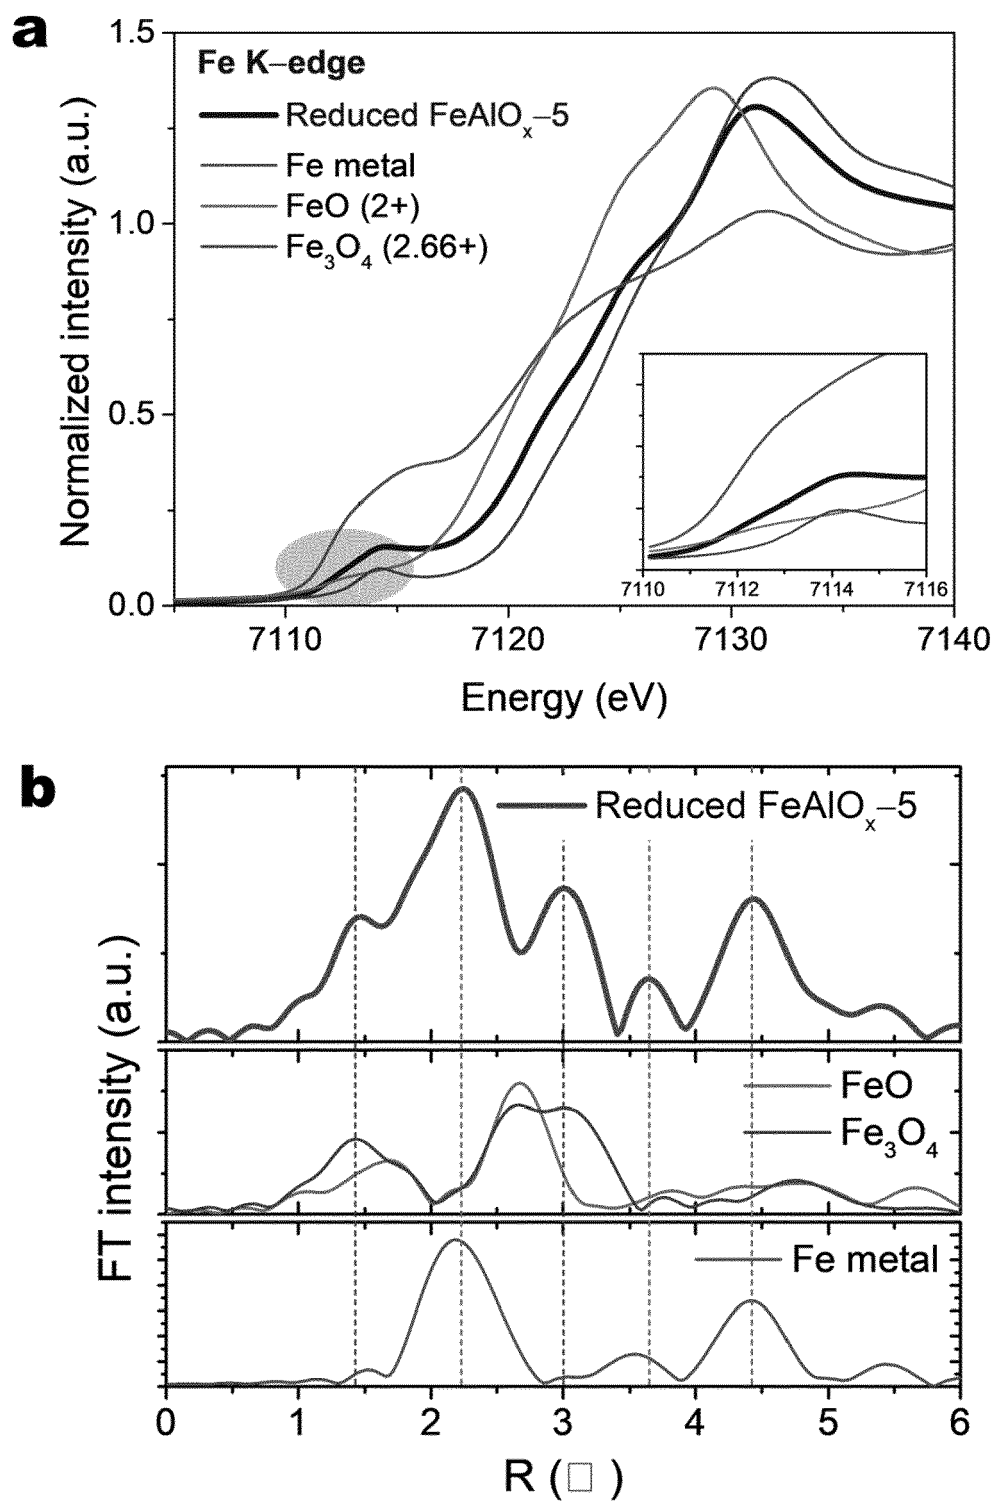 a
1.5
Fe K–edge
Reduced FeAlOₓ–5
Fe metal
FeO (2+)
Fe₃O₄ (2.66+)
1.0
0.5
0.0
Normalized intensity (a.u.)
7110 7112 7114 7116
7110 7120 7130 7140
Energy (eV)
b
Reduced FeAlOₓ–5
FeO
Fe₃O₄
Fe metal
FT intensity (a.u.)
0 1 2 3 4 5 6
R (□)